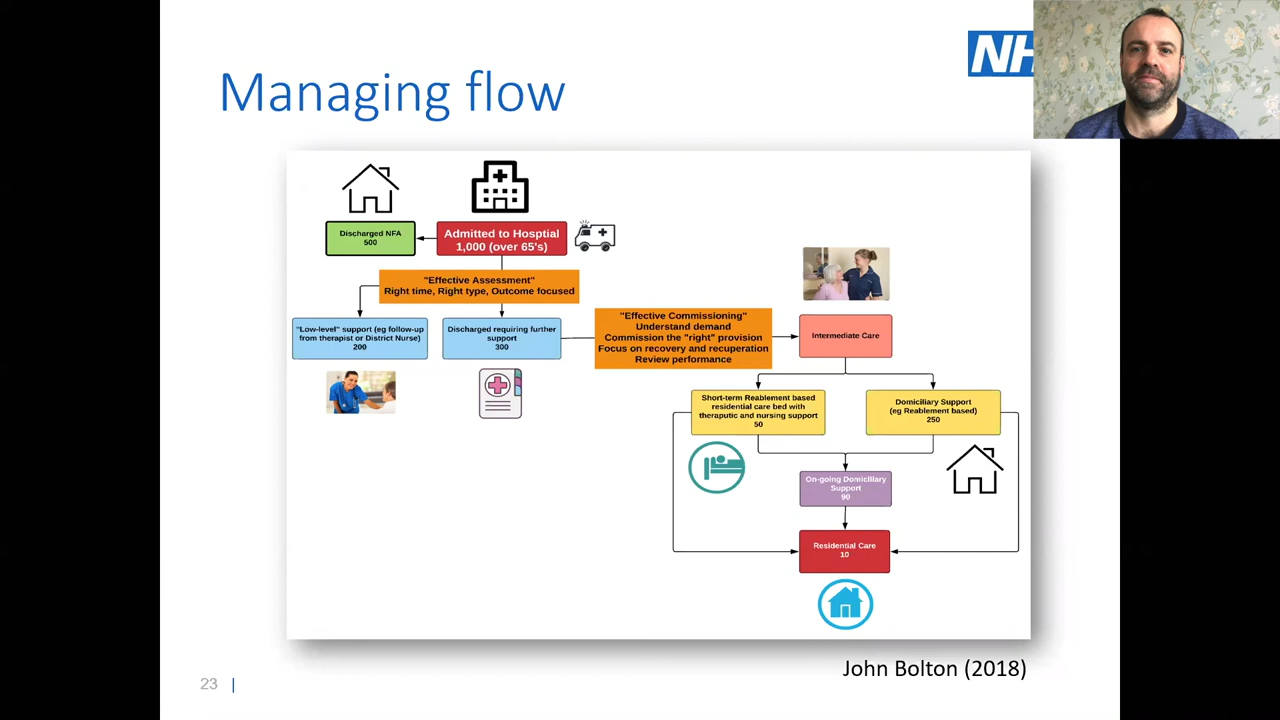 Managing flow
NH
Discharged NFA
500
Admitted to Hosptial
1,000 (over 65's)
"Effective Assessment"
Right time, Right type, Outcome focused
"Low-level" support (eg follow-up
from therapist or District Nurse)
200
Discharged requiring further
support
300
"Effective Commissioning"
Understand demand
Commission the "right" provision
Focus on recovery and recuperation
Review performance
Intermediate Care
Short-term Reablement based
residential care bed with
theraputic and nursing support
50
Domiciliary Support
(eg Reablement based)
250
On-going Domiciliary
Support
90
Residential Care
10
John Bolton (2018)
23 |